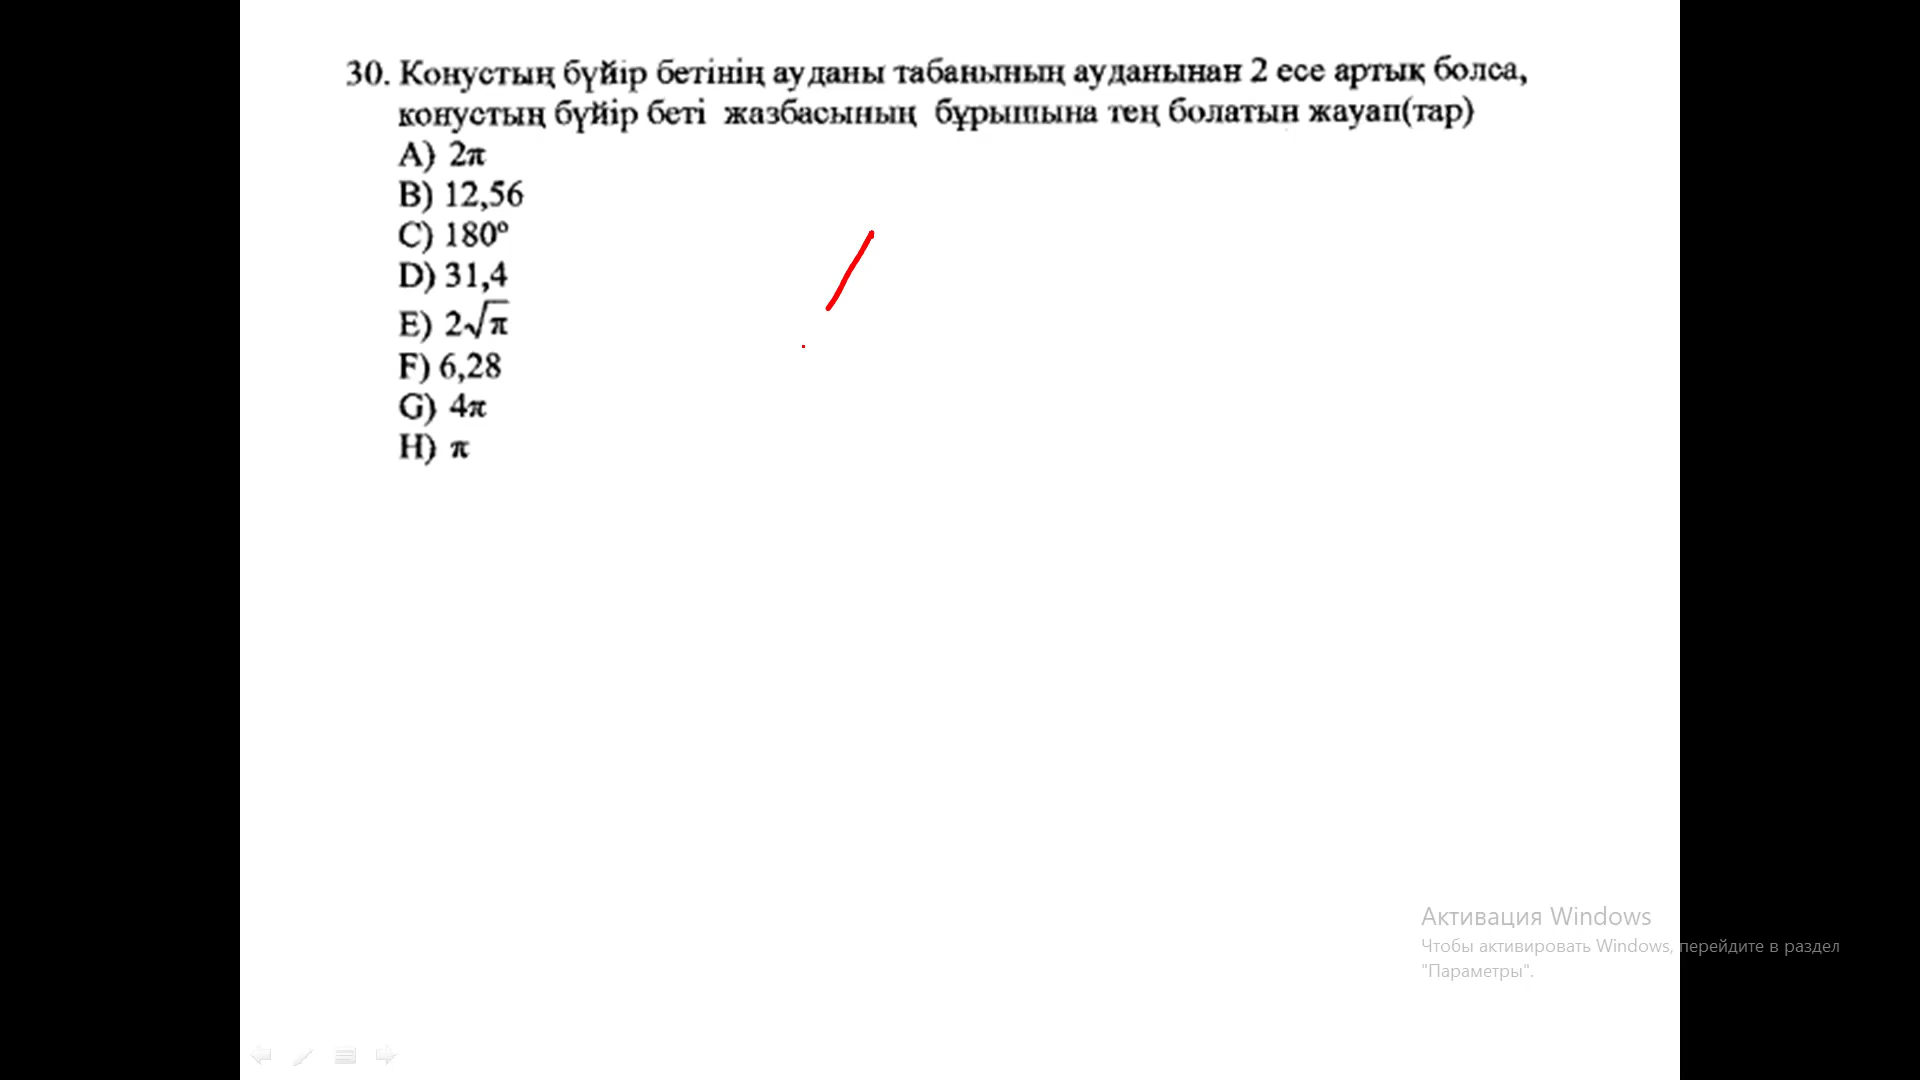 30. Конустың бүйір бетінің ауданы табанының ауданынан 2 есе артық болса,
конустың бүйір беті жазбасының бұрышына тең болатын жауап(тар)
A) 2π
B) 12,56
C) 180º
D) 31,4
E) 2√π
F) 6,28
G) 4π
H) π
Активация Windows
Чтобы активировать Windows, перейдите в раздел
"Параметры".